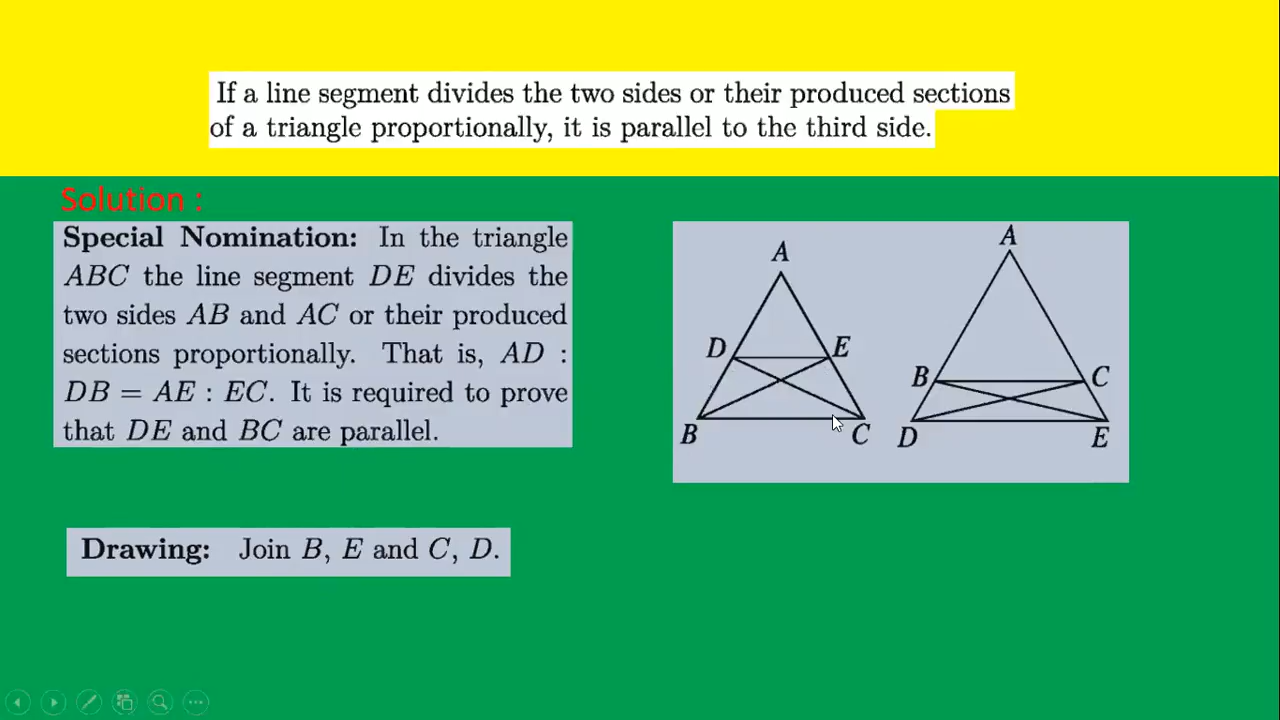 If a line segment divides the two sides or their produced sections
of a triangle proportionally, it is parallel to the third side.
Solution :
Special Nomination: In the triangle
ABC the line segment DE divides the
two sides AB and AC or their produced
sections proportionally. That is, AD :
DB = AE : EC. It is required to prove
that DE and BC are parallel.
A
D
E
B
C
A
B
C
D
E
Drawing: Join B, E and C, D.